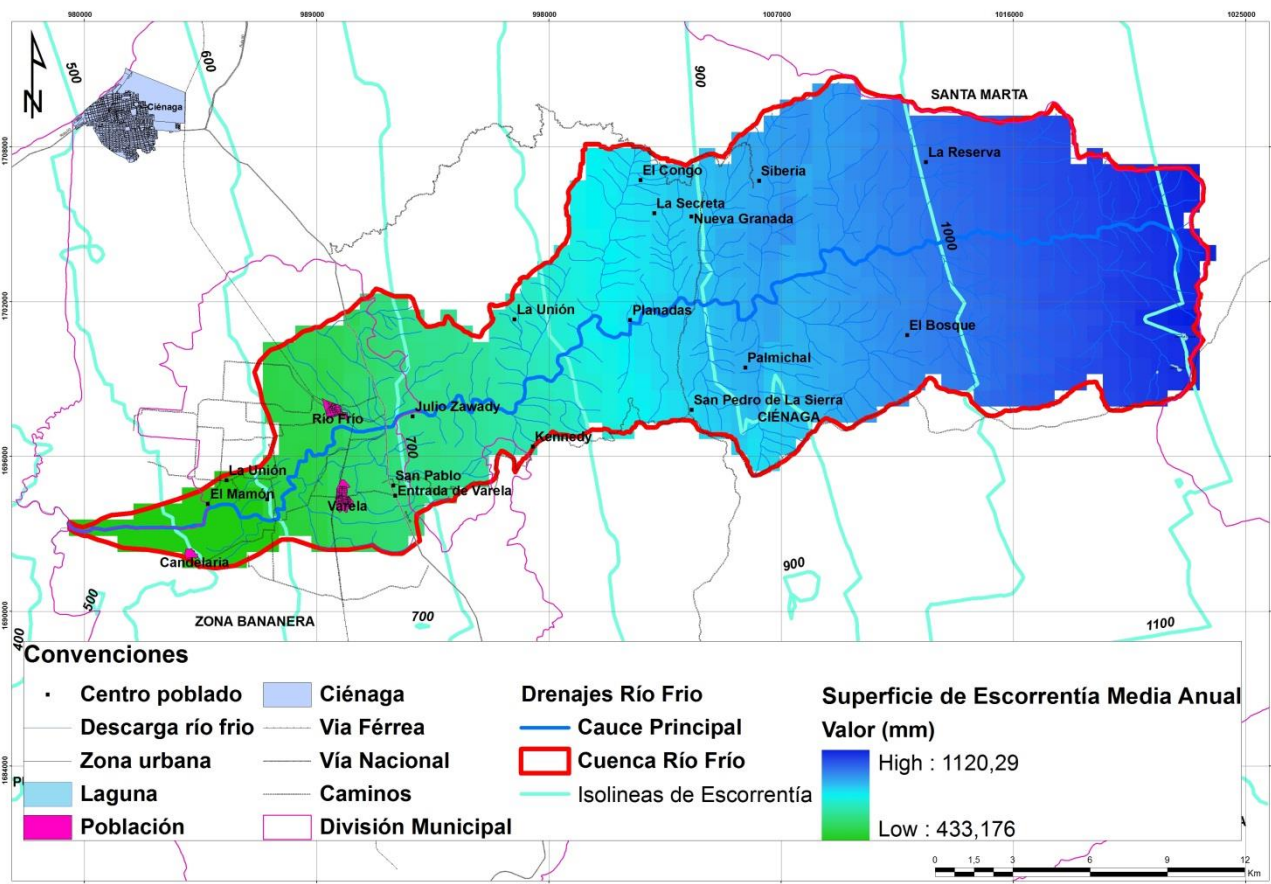 980000 989000 998000 1007000 1016000 1025000
500
600
Ciénaga
N
900
SANTA MARTA
1708000
La Reserva
El Congo
Siberia
La Secreta
Nueva Granada
1000
1702000
La Unión
Planadas
El Bosque
Palmichal
San Pedro de La Sierra
CIÉNAGA
Julio Zawady
Río Frío
700
Kennedy
1696000
La Unión
San Pablo
El Mamón
Entrada de Varela
Varela
Candelaria
900
500
1690000
ZONA BANANERA
700
1100
400
Convenciones
Centro poblado
Descarga río frio
Zona urbana
Laguna
Población
Ciénaga
Via Férrea
Vía Nacional
Caminos
División Municipal
Drenajes Río Frio
Cauce Principal
Cuenca Río Frío
Isolineas de Escorrentía
Superficie de Escorrentía Media Anual
Valor (mm)
High : 1120,29
Low : 433,176
1684000
0 1,5 3 6 9 12
Km